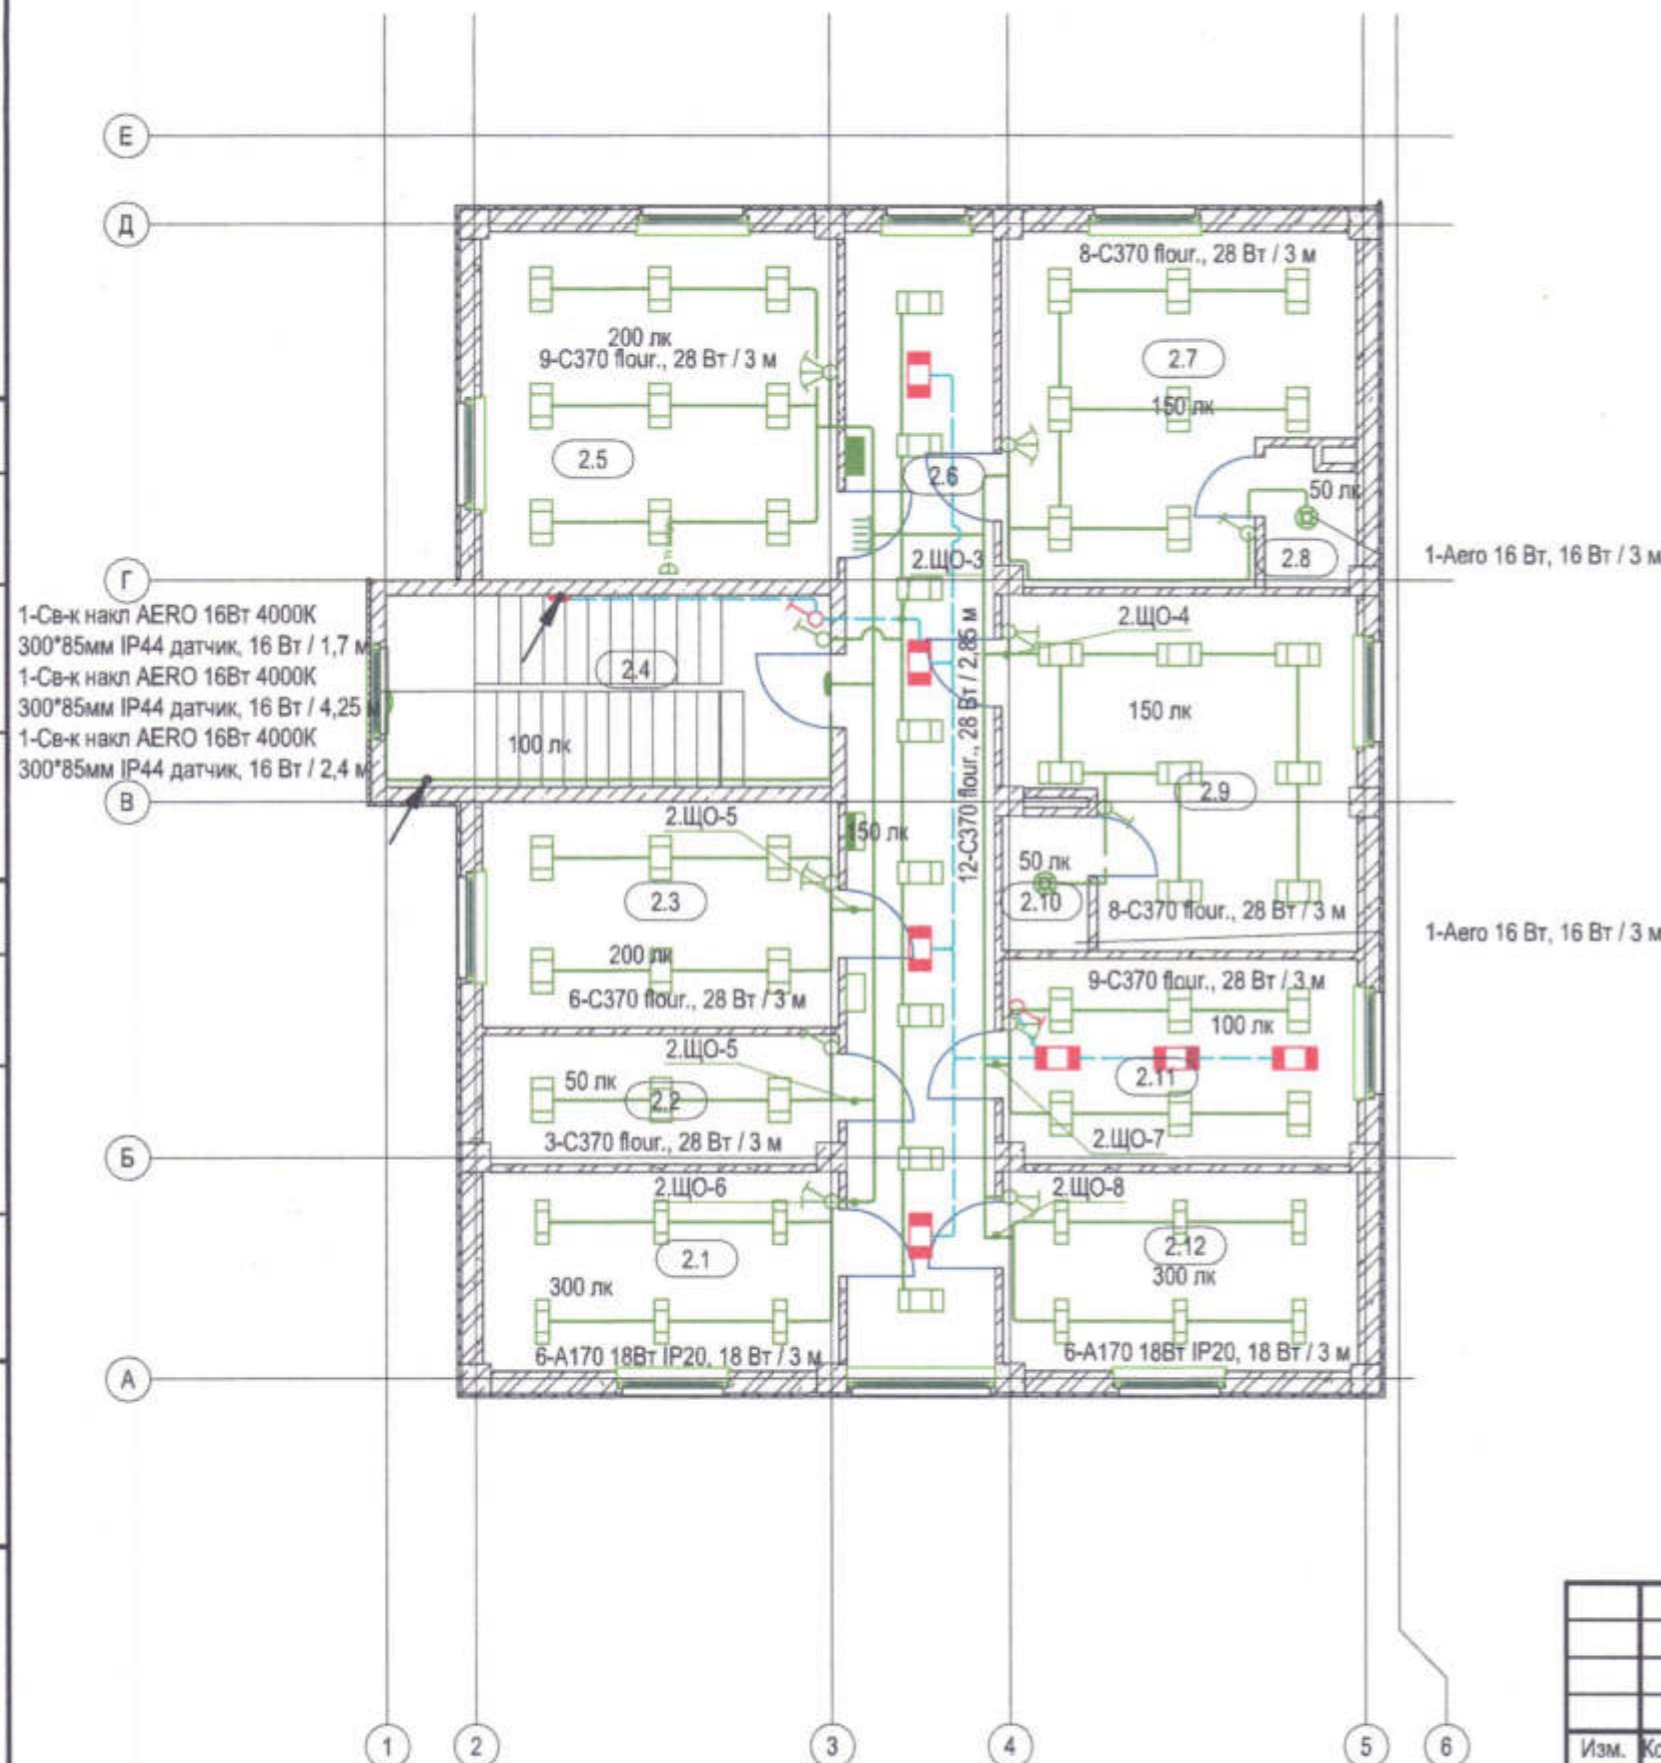 Е
Д
8-С370 flour., 28 Вт / 3 м
200 лк
9-С370 flour., 28 Вт / 3 м
2.7
150 лк
2.5
2.6
50 лк
2.ЩО-3
2.8
1-Aero 16 Вт, 16 Вт / 3 м
Г
1-Св-к накл AERO 16Вт 4000К
300*85мм IP44 датчик, 16 Вт / 1,7 м
1-Св-к накл AERO 16Вт 4000К
300*85мм IP44 датчик, 16 Вт / 4,25
1-Св-к накл AERO 16Вт 4000К
300*85мм IP44 датчик, 16 Вт / 2,4 м
2.4
100 лк
2.ЩО-4
12-С370 flour., 28 Вт / 2,85 м
150 лк
2.9
В
2.ЩО-5
150 лк
50 лк
2.3
2.10
8-С370 flour., 28 Вт / 3 м
1-Aero 16 Вт, 16 Вт / 3 м
200 лк
6-С370 flour., 28 Вт / 3 м
9-С370 flour., 28 Вт / 3 м
100 лк
2.ЩО-5
50 лк
2.2
2.11
3-С370 flour., 28 Вт / 3 м
2.ЩО-7
Б
2.ЩО-6
2.ЩО-8
2.1
2.12
300 лк
300 лк
6-А170 18Вт IP20, 18 Вт / 3 м
6-А170 18Вт IP20, 18 Вт / 3 м
А
1
2
3
4
5
6
Изм.